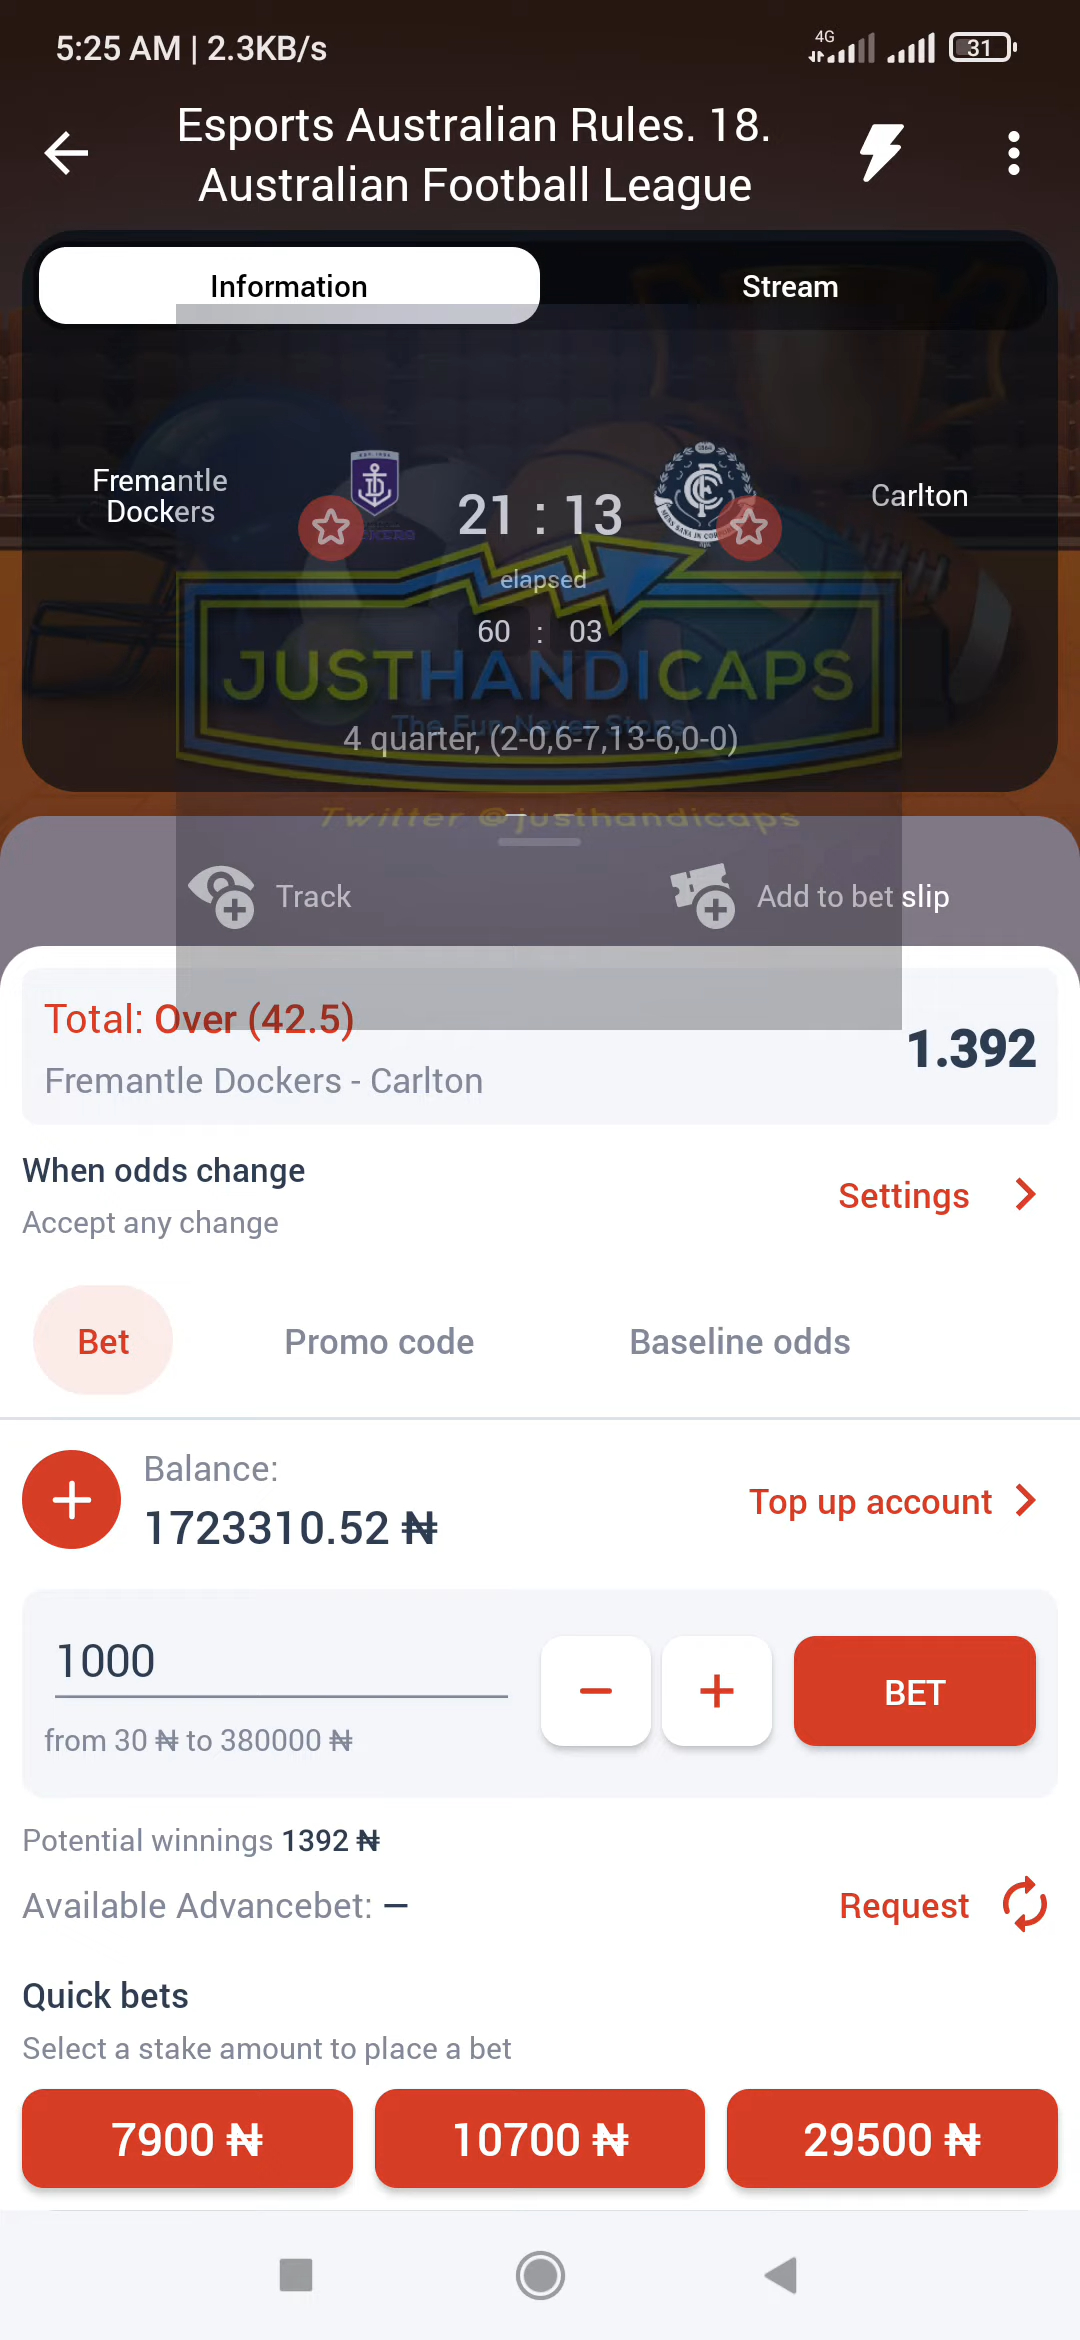 5:25 AM | 2.3KB/s
4G
31
Esports Australian Rules. 18.
Australian Football League
Information
Stream
Fremantle
Dockers
21 : 13
Carlton
elapsed
60 : 03
JUSTHANDICAPS
The Fun Never Stops
4 quarter, (2-0,6-7,13-6,0-0)
Twitter @justhandicaps
Track
Add to bet slip
Total: Over (42.5)
1.392
Fremantle Dockers - Carlton
When odds change
Accept any change
Settings
Bet
Promo code
Baseline odds
Balance:
1723310.52 ₦
Top up account
1000
BET
from 30 ₦ to 380000 ₦
Potential winnings 1392 ₦
Available Advancebet: —
Request
Quick bets
Select a stake amount to place a bet
7900 ₦
10700 ₦
29500 ₦